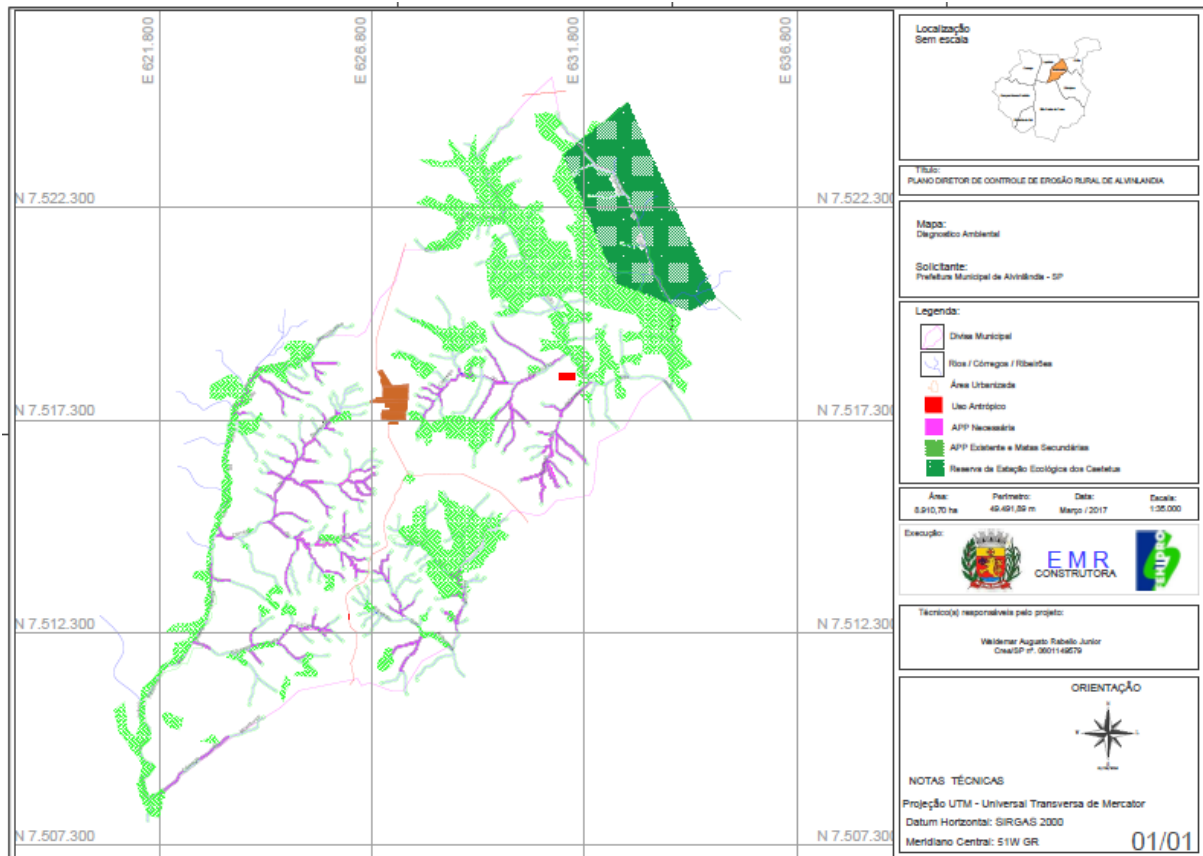 E 621.800
E 626.800
E 631.800
E 636.800
N 7.522.300
N 7.522.300
N 7.517.300
N 7.517.300
N 7.512.300
N 7.512.300
N 7.507.300
N 7.507.300
Localização
Sem escala
Título:
PLANO DIRETOR DE CONTROLE DE EROSÃO RURAL DE ALVINLANDIA
Mapa:
Diagnostico Ambiental
Solicitante:
Prefeitura Municipal de Alvinlândia - SP
Legenda:
Divisa Municipal
Rios / Córregos / Ribeirões
Área Urbanizada
Uso Antrópico
APP Necessária
APP Existente e Matas Secundárias
Reserva da Estação Ecológica dos Caetetus
Área: Perímetro: Data: Escala:
8.910,70 ha 49.491,89 m Março / 2017 1:35.000
Execução:
EMR
CONSTRUTORA
Técnico(s) responsáveis pelo projeto:
Waldemar Augusto Rabello Junior
Crea/SP nº. 0601149579
ORIENTAÇÃO
NOTAS TÉCNICAS
Projeção UTM - Universal Transversa de Mercator
Datum Horizontal: SIRGAS 2000
Meridiano Central: 51W GR
01/01